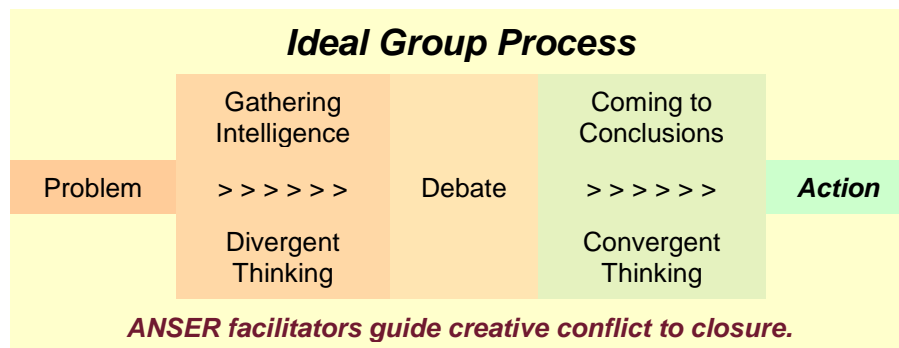 Ideal Group Process
Gathering
Intelligence
Coming to
Conclusions
Problem
> > > > > >
Debate
> > > > > >
Action
Divergent
Thinking
Convergent
Thinking
ANSER facilitators guide creative conflict to closure.